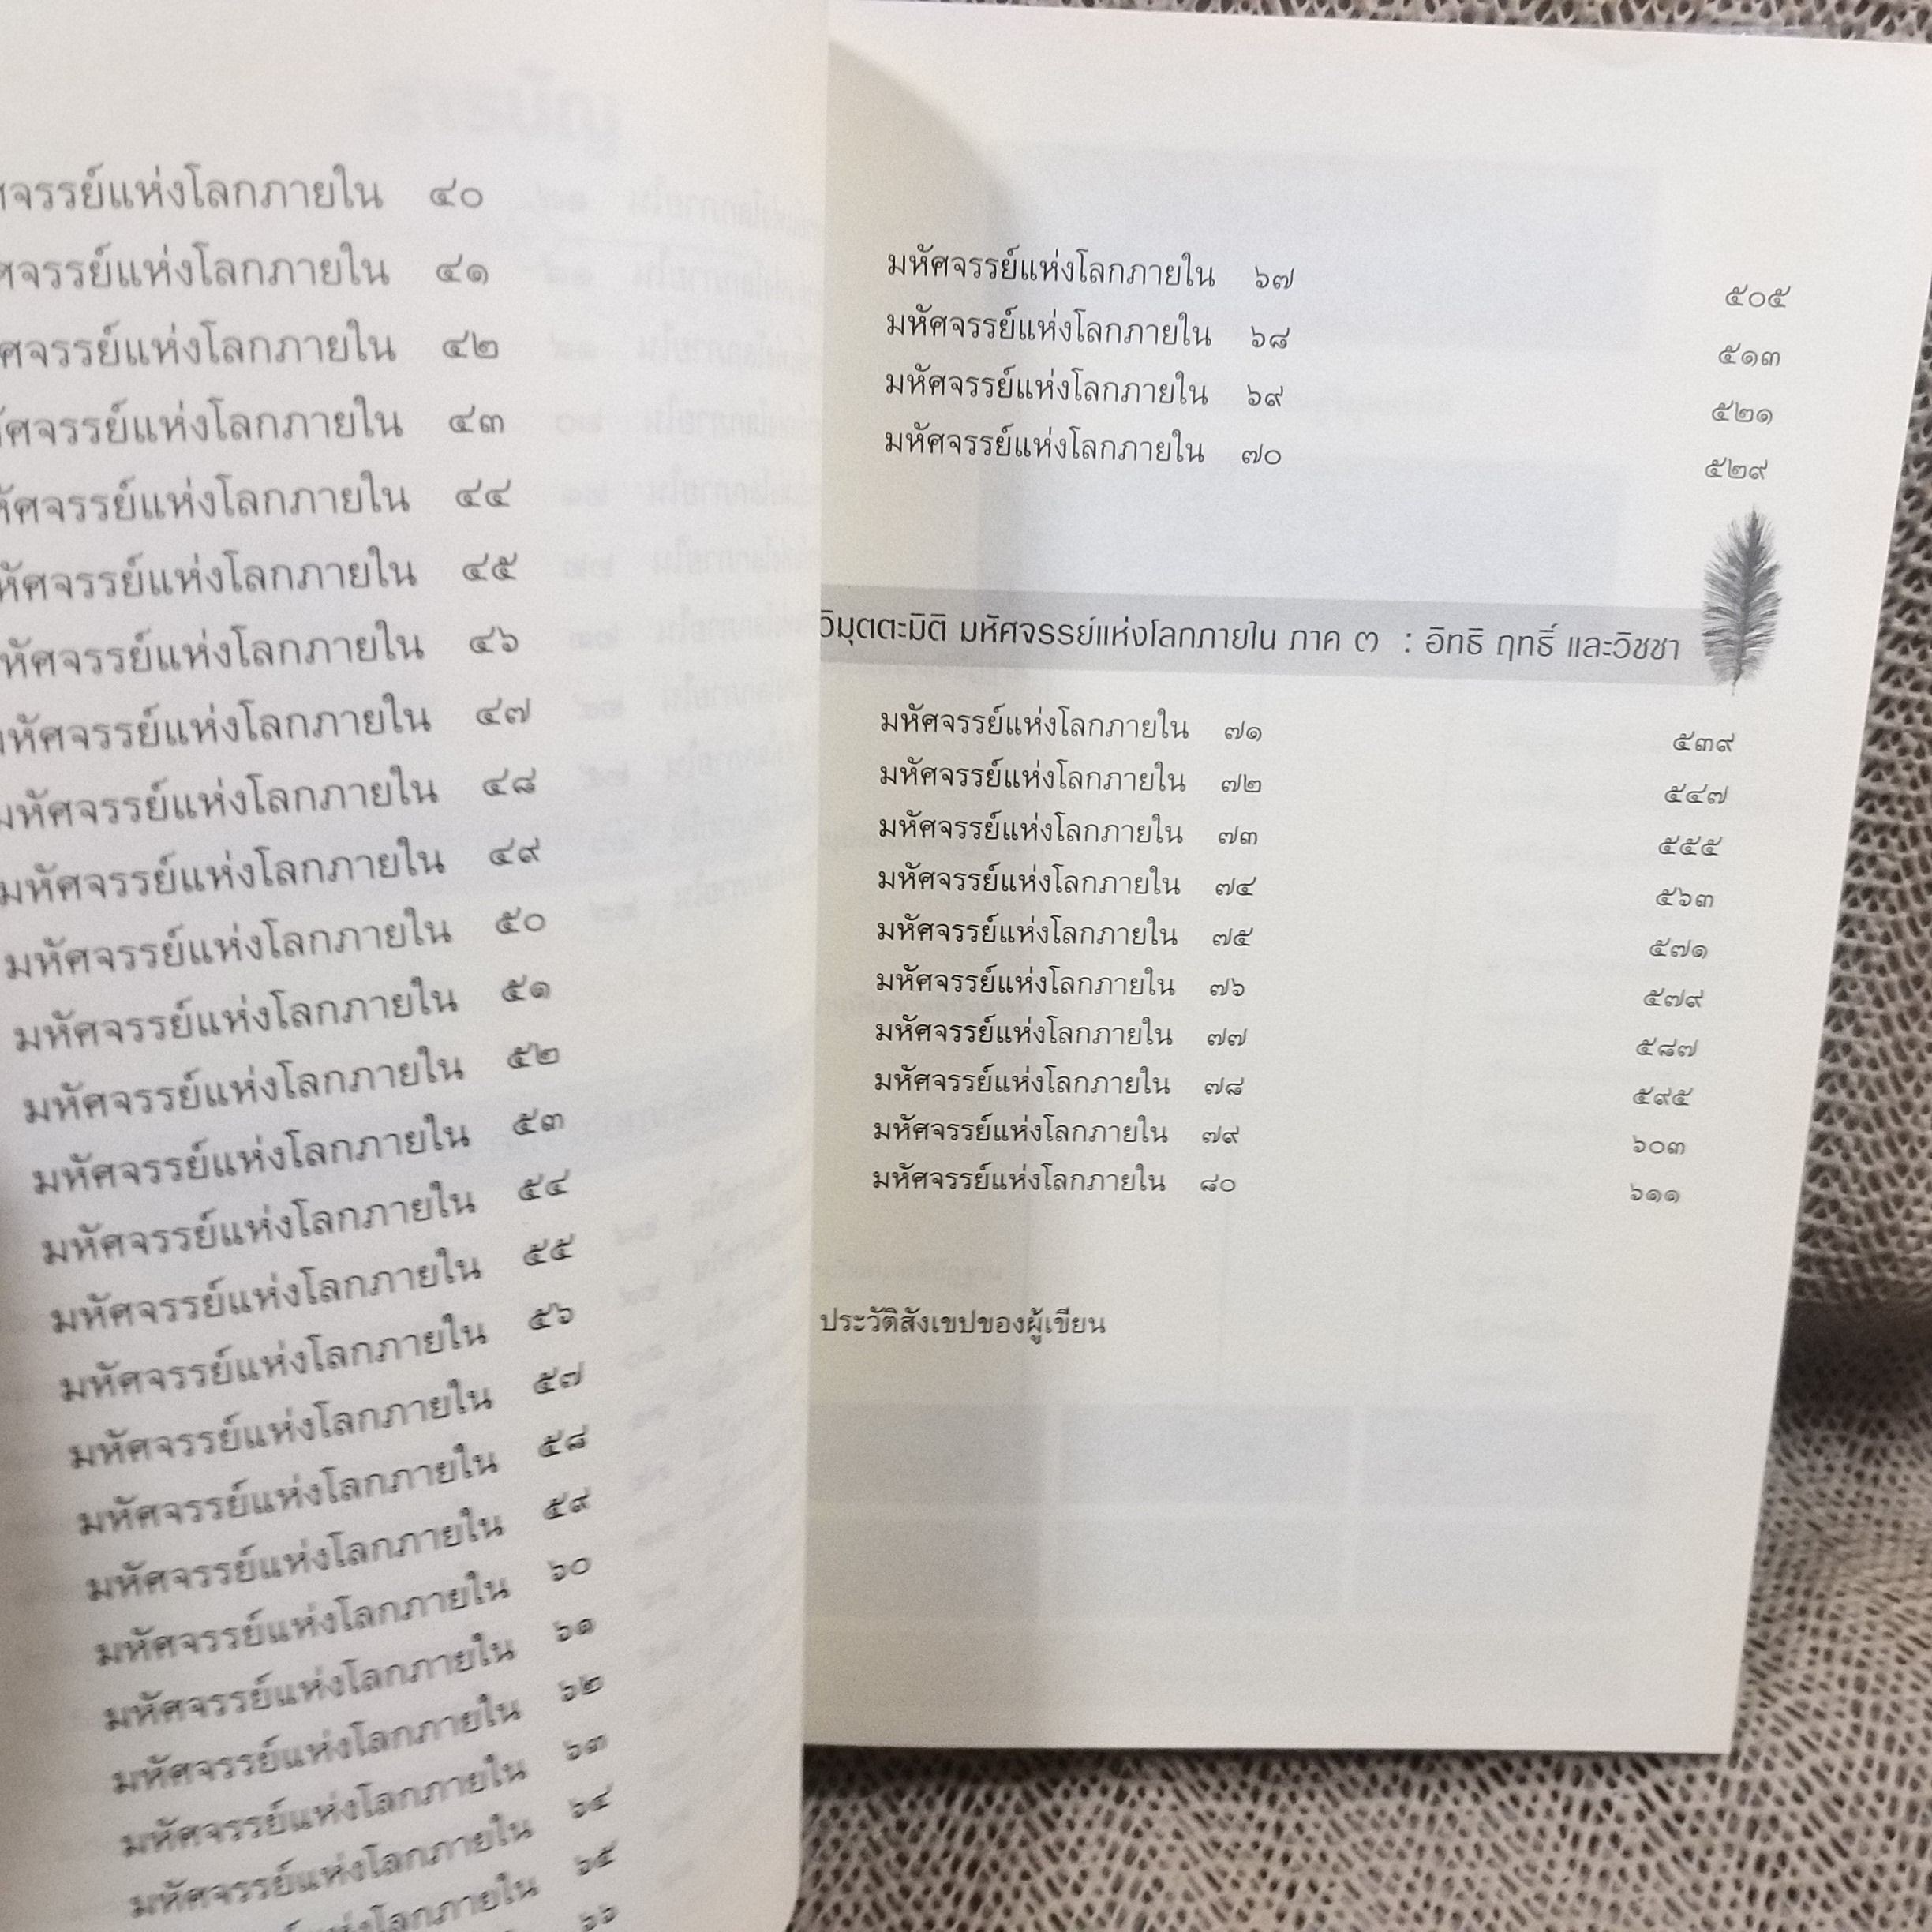 มหัศจรรย์แห่งโลกภายใน ๔๐
มหัศจรรย์แห่งโลกภายใน ๔๑
มหัศจรรย์แห่งโลกภายใน ๔๒
มหัศจรรย์แห่งโลกภายใน ๔๓
มหัศจรรย์แห่งโลกภายใน ๔๔
มหัศจรรย์แห่งโลกภายใน ๔๕
มหัศจรรย์แห่งโลกภายใน ๔๖
มหัศจรรย์แห่งโลกภายใน ๔๗
มหัศจรรย์แห่งโลกภายใน ๔๘
มหัศจรรย์แห่งโลกภายใน ๔๙
มหัศจรรย์แห่งโลกภายใน ๕๐
มหัศจรรย์แห่งโลกภายใน ๕๑
มหัศจรรย์แห่งโลกภายใน ๕๒
มหัศจรรย์แห่งโลกภายใน ๕๓
มหัศจรรย์แห่งโลกภายใน ๕๔
มหัศจรรย์แห่งโลกภายใน ๕๕
มหัศจรรย์แห่งโลกภายใน ๕๖
มหัศจรรย์แห่งโลกภายใน ๕๗
มหัศจรรย์แห่งโลกภายใน ๕๘
มหัศจรรย์แห่งโลกภายใน ๕๙
มหัศจรรย์แห่งโลกภายใน ๖๐
มหัศจรรย์แห่งโลกภายใน ๖๑
มหัศจรรย์แห่งโลกภายใน ๖๒
มหัศจรรย์แห่งโลกภายใน ๖๓
มหัศจรรย์แห่งโลกภายใน ๖๔
มหัศจรรย์แห่งโลกภายใน ๖๕
๖๖
มหัศจรรย์แห่งโลกภายใน ๖๗ ๕๐๕
มหัศจรรย์แห่งโลกภายใน ๖๘ ๕๑๓
มหัศจรรย์แห่งโลกภายใน ๖๙ ๕๒๑
มหัศจรรย์แห่งโลกภายใน ๗๐ ๕๒๙
วิมุตตะมิติ มหัศจรรย์แห่งโลกภายใน ภาค ๓ : อิทธิ ฤทธิ์ และวิชชา
มหัศจรรย์แห่งโลกภายใน ๗๑ ๕๓๙
มหัศจรรย์แห่งโลกภายใน ๗๒ ๕๔๗
มหัศจรรย์แห่งโลกภายใน ๗๓ ๕๕๕
มหัศจรรย์แห่งโลกภายใน ๗๔ ๕๖๓
มหัศจรรย์แห่งโลกภายใน ๗๕ ๕๗๑
มหัศจรรย์แห่งโลกภายใน ๗๖ ๕๗๙
มหัศจรรย์แห่งโลกภายใน ๗๗ ๕๘๗
มหัศจรรย์แห่งโลกภายใน ๗๘ ๕๙๕
มหัศจรรย์แห่งโลกภายใน ๗๙ ๖๐๓
มหัศจรรย์แห่งโลกภายใน ๘๐ ๖๑๑
ประวัติสังเขปของผู้เขียน